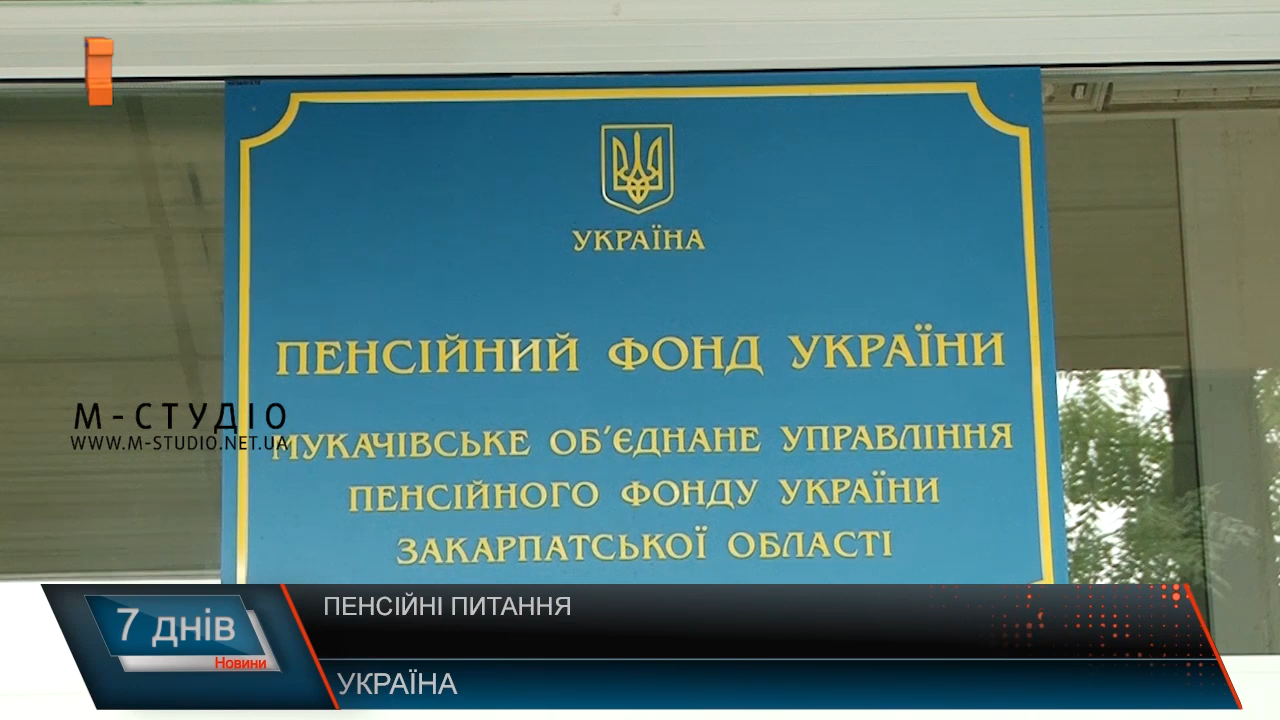 УКРАЇНА
ПЕНСІЙНИЙ ФОНД УКРАЇНИ
МУКАЧІВСЬКЕ ОБ'ЄДНАНЕ УПРАВЛІННЯ
ПЕНСІЙНОГО ФОНДУ УКРАЇНИ
ЗАКАРПАТСЬКОЇ ОБЛАСТІ
М-СТУДІО
WWW.M-STUDIO.NET.UA
7 днів
Новини
ПЕНСІЙНІ ПИТАННЯ
УКРАЇНА